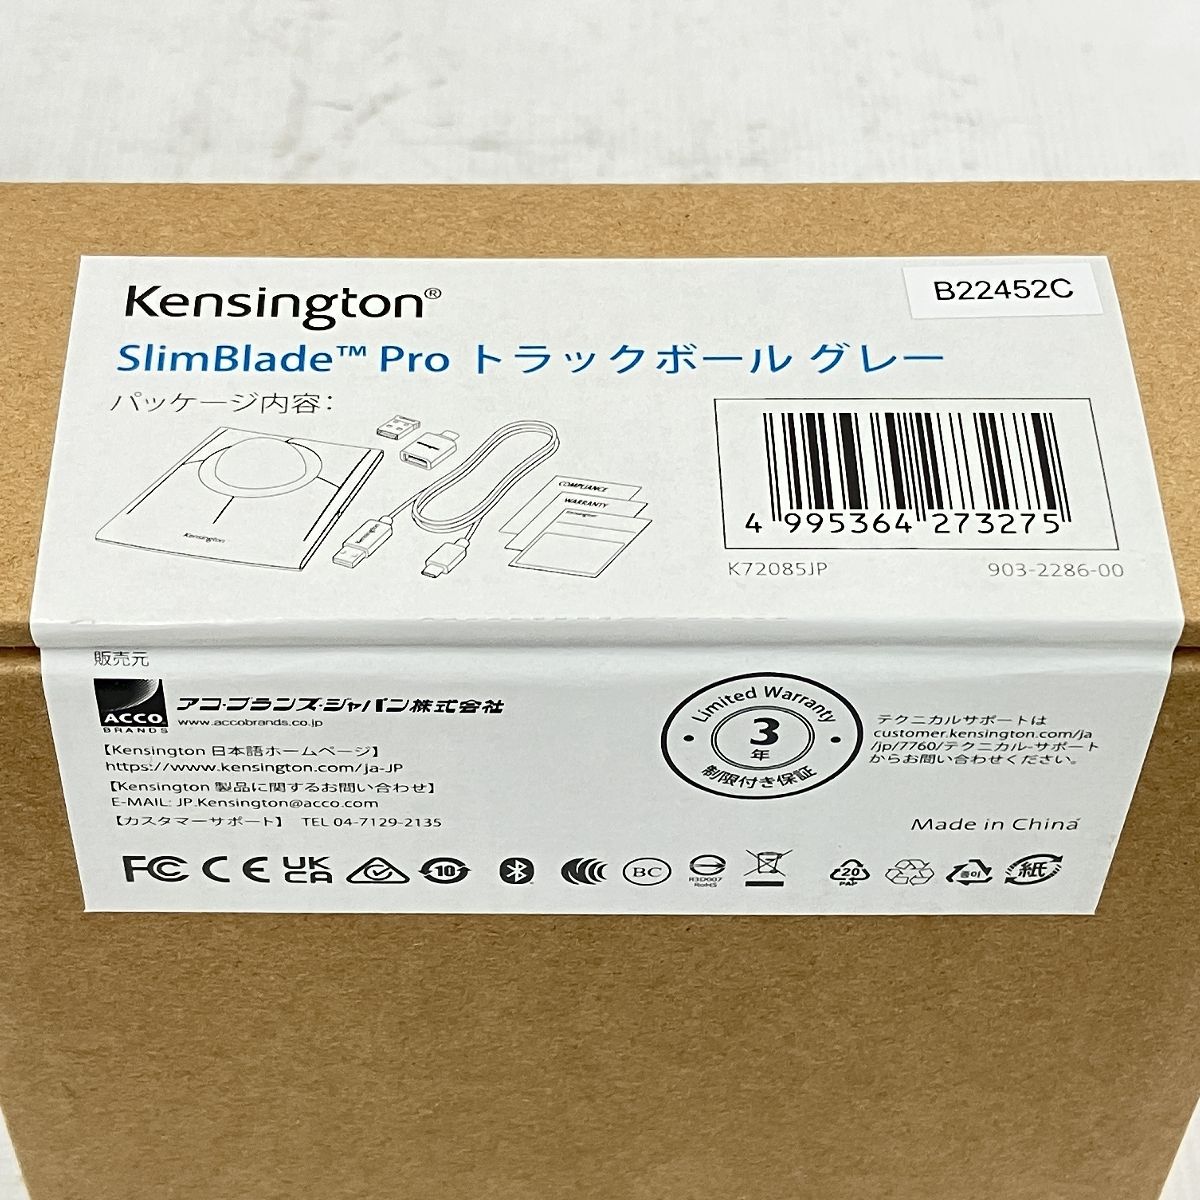 Kensington®
B22452C
SlimBlade™ Pro トラックボール グレー
パッケージ内容:
COMPLIANCE
WARRANTY
Kensington
Kensington
Kensington
4 995364 273275
K72085JP
903-2286-00
販売元
ACCO
BRANDS
アコ・ブランズ・ジャパン株式会社
www.accobrands.co.jp
【Kensington 日本語ホームページ】
https://www.kensington.com/ja-JP
【Kensington 製品に関するお問い合わせ】
E-MAIL: JP.Kensington@acco.com
【カスタマーサポート】 TEL 04-7129-2135
Limited Warranty
3
年
制限付き保証
テクニカルサポートは
customer.kensington.com/ja
/jp/7760/テクニカル-サポート
からお問い合わせください。
Made in China
FC CE UK CA 10 BC
R3D007
RoHS
20
PAP
종이
紙